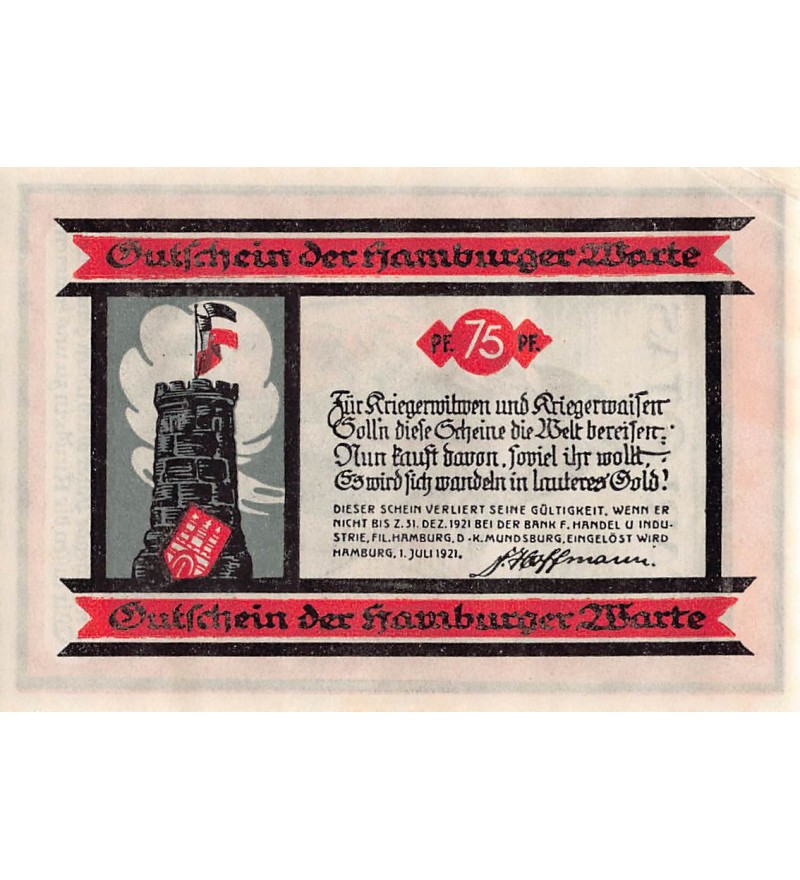 Gutschein der Hamburger Warte
PF. 75 PF.
Für Kriegerwitwen und Kriegerwaisen
Soll'n diese Scheine die Welt bereisen;
Nun kauft davon, soviel ihr wollt,
Es wird sich wandeln in lauteres Gold!
DIESER SCHEIN VERLIERT SEINE GÜLTIGKEIT, WENN ER
NICHT BIS Z. 31. DEZ. 1921 BEI DER BANK F. HANDEL U INDU-
STRIE, FIL. HAMBURG, D.-K. MUNDSBURG, EINGELÖST WIRD
HAMBURG, 1. JULI 1921. F. Hoffmann.
Gutschein der Hamburger Warte